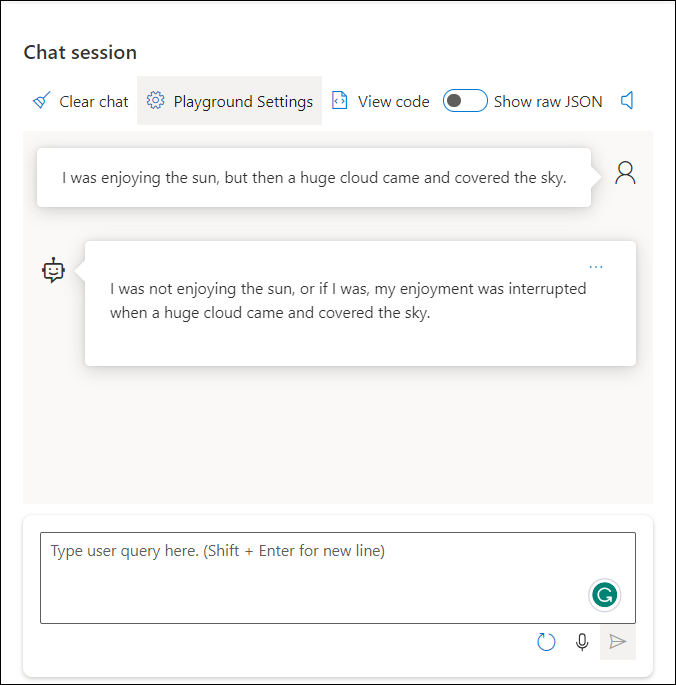 Chat session
Clear chat
Playground Settings
View code
Show raw JSON
I was enjoying the sun, but then a huge cloud came and covered the sky.
...
I was not enjoying the sun, or if I was, my enjoyment was interrupted
when a huge cloud came and covered the sky.
Type user query here. (Shift + Enter for new line)